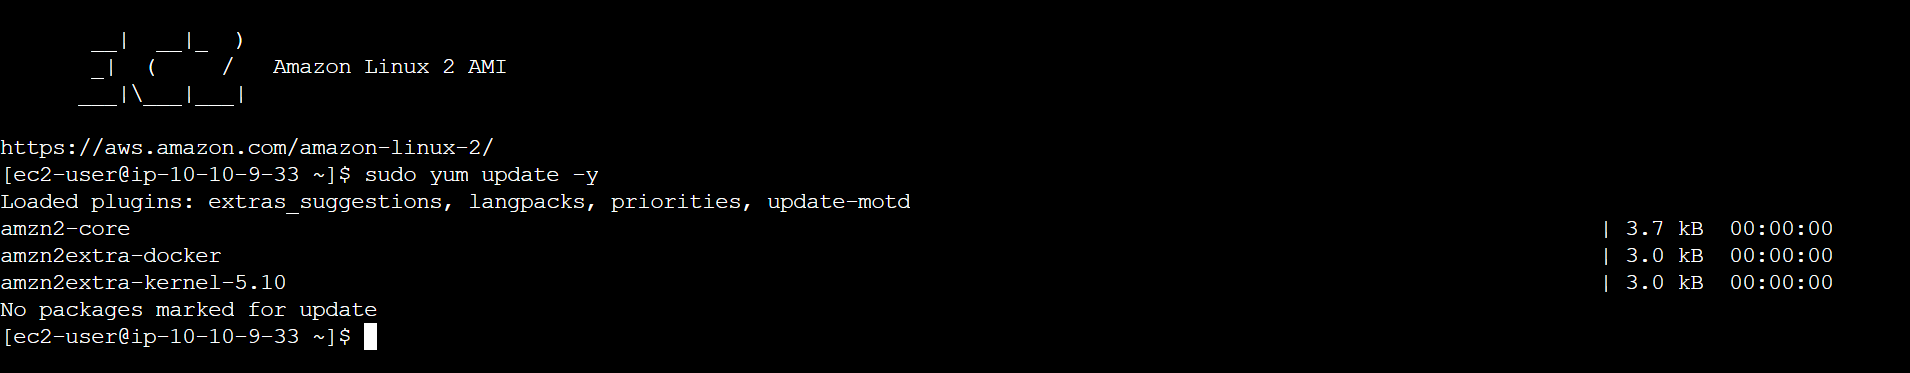 __|  __|_  )
       _|  (     /   Amazon Linux 2 AMI
      ___|\___|___|
https://aws.amazon.com/amazon-linux-2/
[ec2-user@ip-10-10-9-33 ~]$ sudo yum update -y
Loaded plugins: extras_suggestions, langpacks, priorities, update-motd
amzn2-core | 3.7 kB 00:00:00
amzn2extra-docker | 3.0 kB 00:00:00
amzn2extra-kernel-5.10 | 3.0 kB 00:00:00
No packages marked for update
[ec2-user@ip-10-10-9-33 ~]$